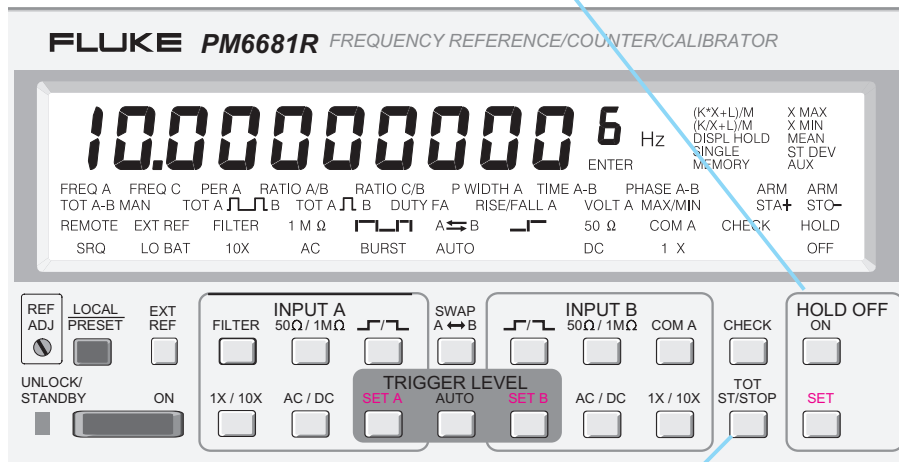 FLUKE PM6681R FREQUENCY REFERENCE/COUNTER/CALIBRATOR
10.00000000 6 Hz ENTER
(K*X+L)/M X MAX
(K/X+L)/M X MIN
DISPL HOLD MEAN
SINGLE ST DEV
MEMORY AUX
FREQ A FREQ C PER A RATIO A/B RATIO C/B P WIDTH A TIME A-B PHASE A-B ARM ARM
TOT A-B MAN TOT A B TOT A B DUTY FA RISE/FALL A VOLT A MAX/MIN STA+ STO−
REMOTE EXT REF FILTER 1 M Ω A⇆B 50 Ω COM A CHECK HOLD
SRQ LO BAT 10X AC BURST AUTO DC 1 X OFF
REF ADJ
LOCAL PRESET
EXT REF
INPUT A
FILTER 50Ω / 1MΩ /
SWAP A ↔ B
INPUT B
/ 50Ω / 1MΩ COM A
CHECK
HOLD OFF
ON
UNLOCK/
STANDBY ON
1X / 10X AC / DC
TRIGGER LEVEL
SET A AUTO SET B
AC / DC 1X / 10X
TOT
ST/STOP
SET